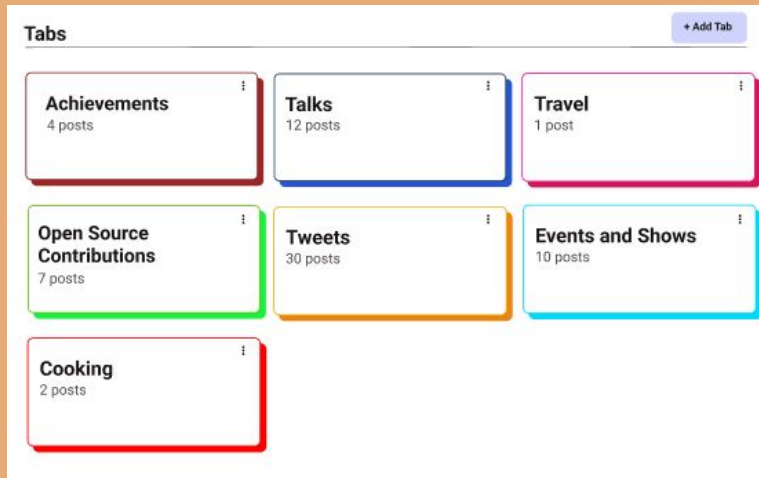 Tabs
+ Add Tab
Achievements
4 posts
Talks
12 posts
Travel
1 post
Open Source
Contributions
7 posts
Tweets
30 posts
Events and Shows
10 posts
Cooking
2 posts